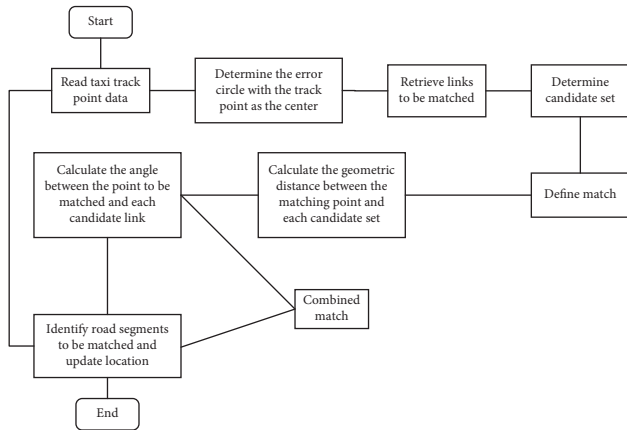 Start
Read taxi track
point data
Determine the error
circle with the track
point as the center
Retrieve links
to be matched
Determine
candidate set
Calculate the angle
between the point to be
matched and each
candidate link
Calculate the geometric
distance between the
matching point and
each candidate set
Define match
Combined
match
Identify road segments
to be matched and
update location
End